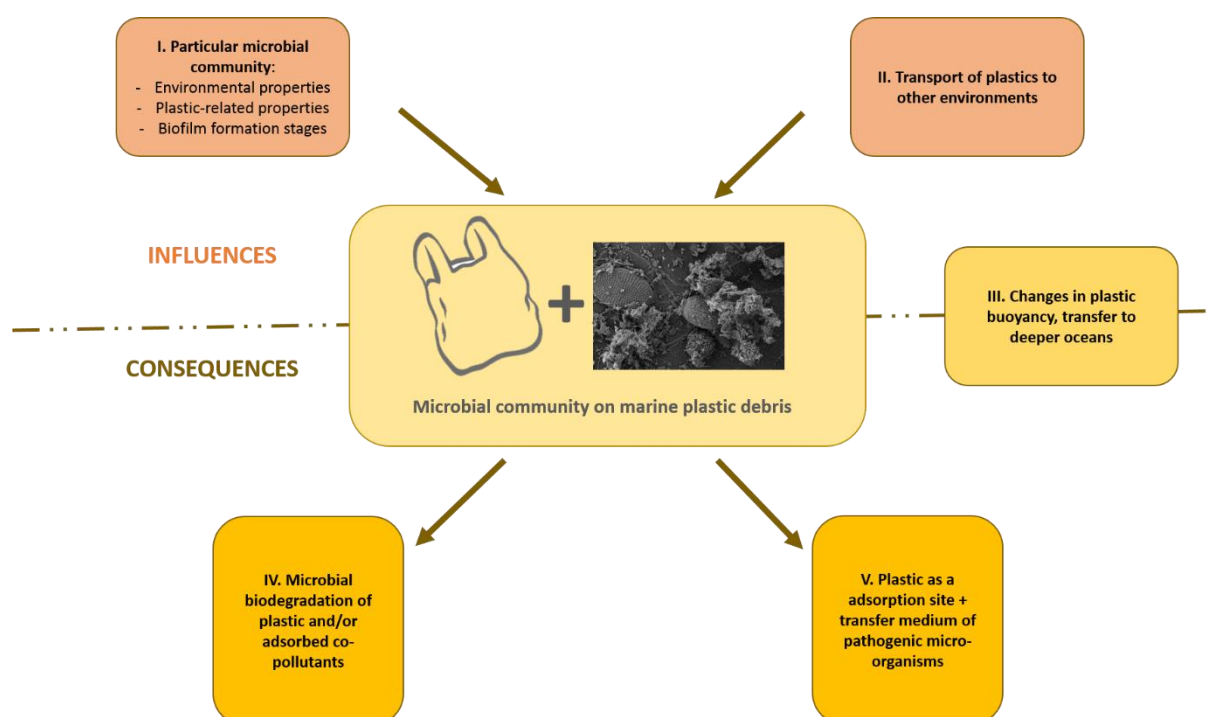 I. Particular microbial
community:
- Environmental properties
- Plastic-related properties
- Biofilm formation stages
II. Transport of plastics to
other environments
INFLUENCES
CONSEQUENCES
Microbial community on marine plastic debris
III. Changes in plastic
buoyancy, transfer to
deeper oceans
IV. Microbial
biodegradation of
plastic and/or
adsorbed co-
pollutants
V. Plastic as a
adsorption site +
transfer medium of
pathogenic micro-
organisms